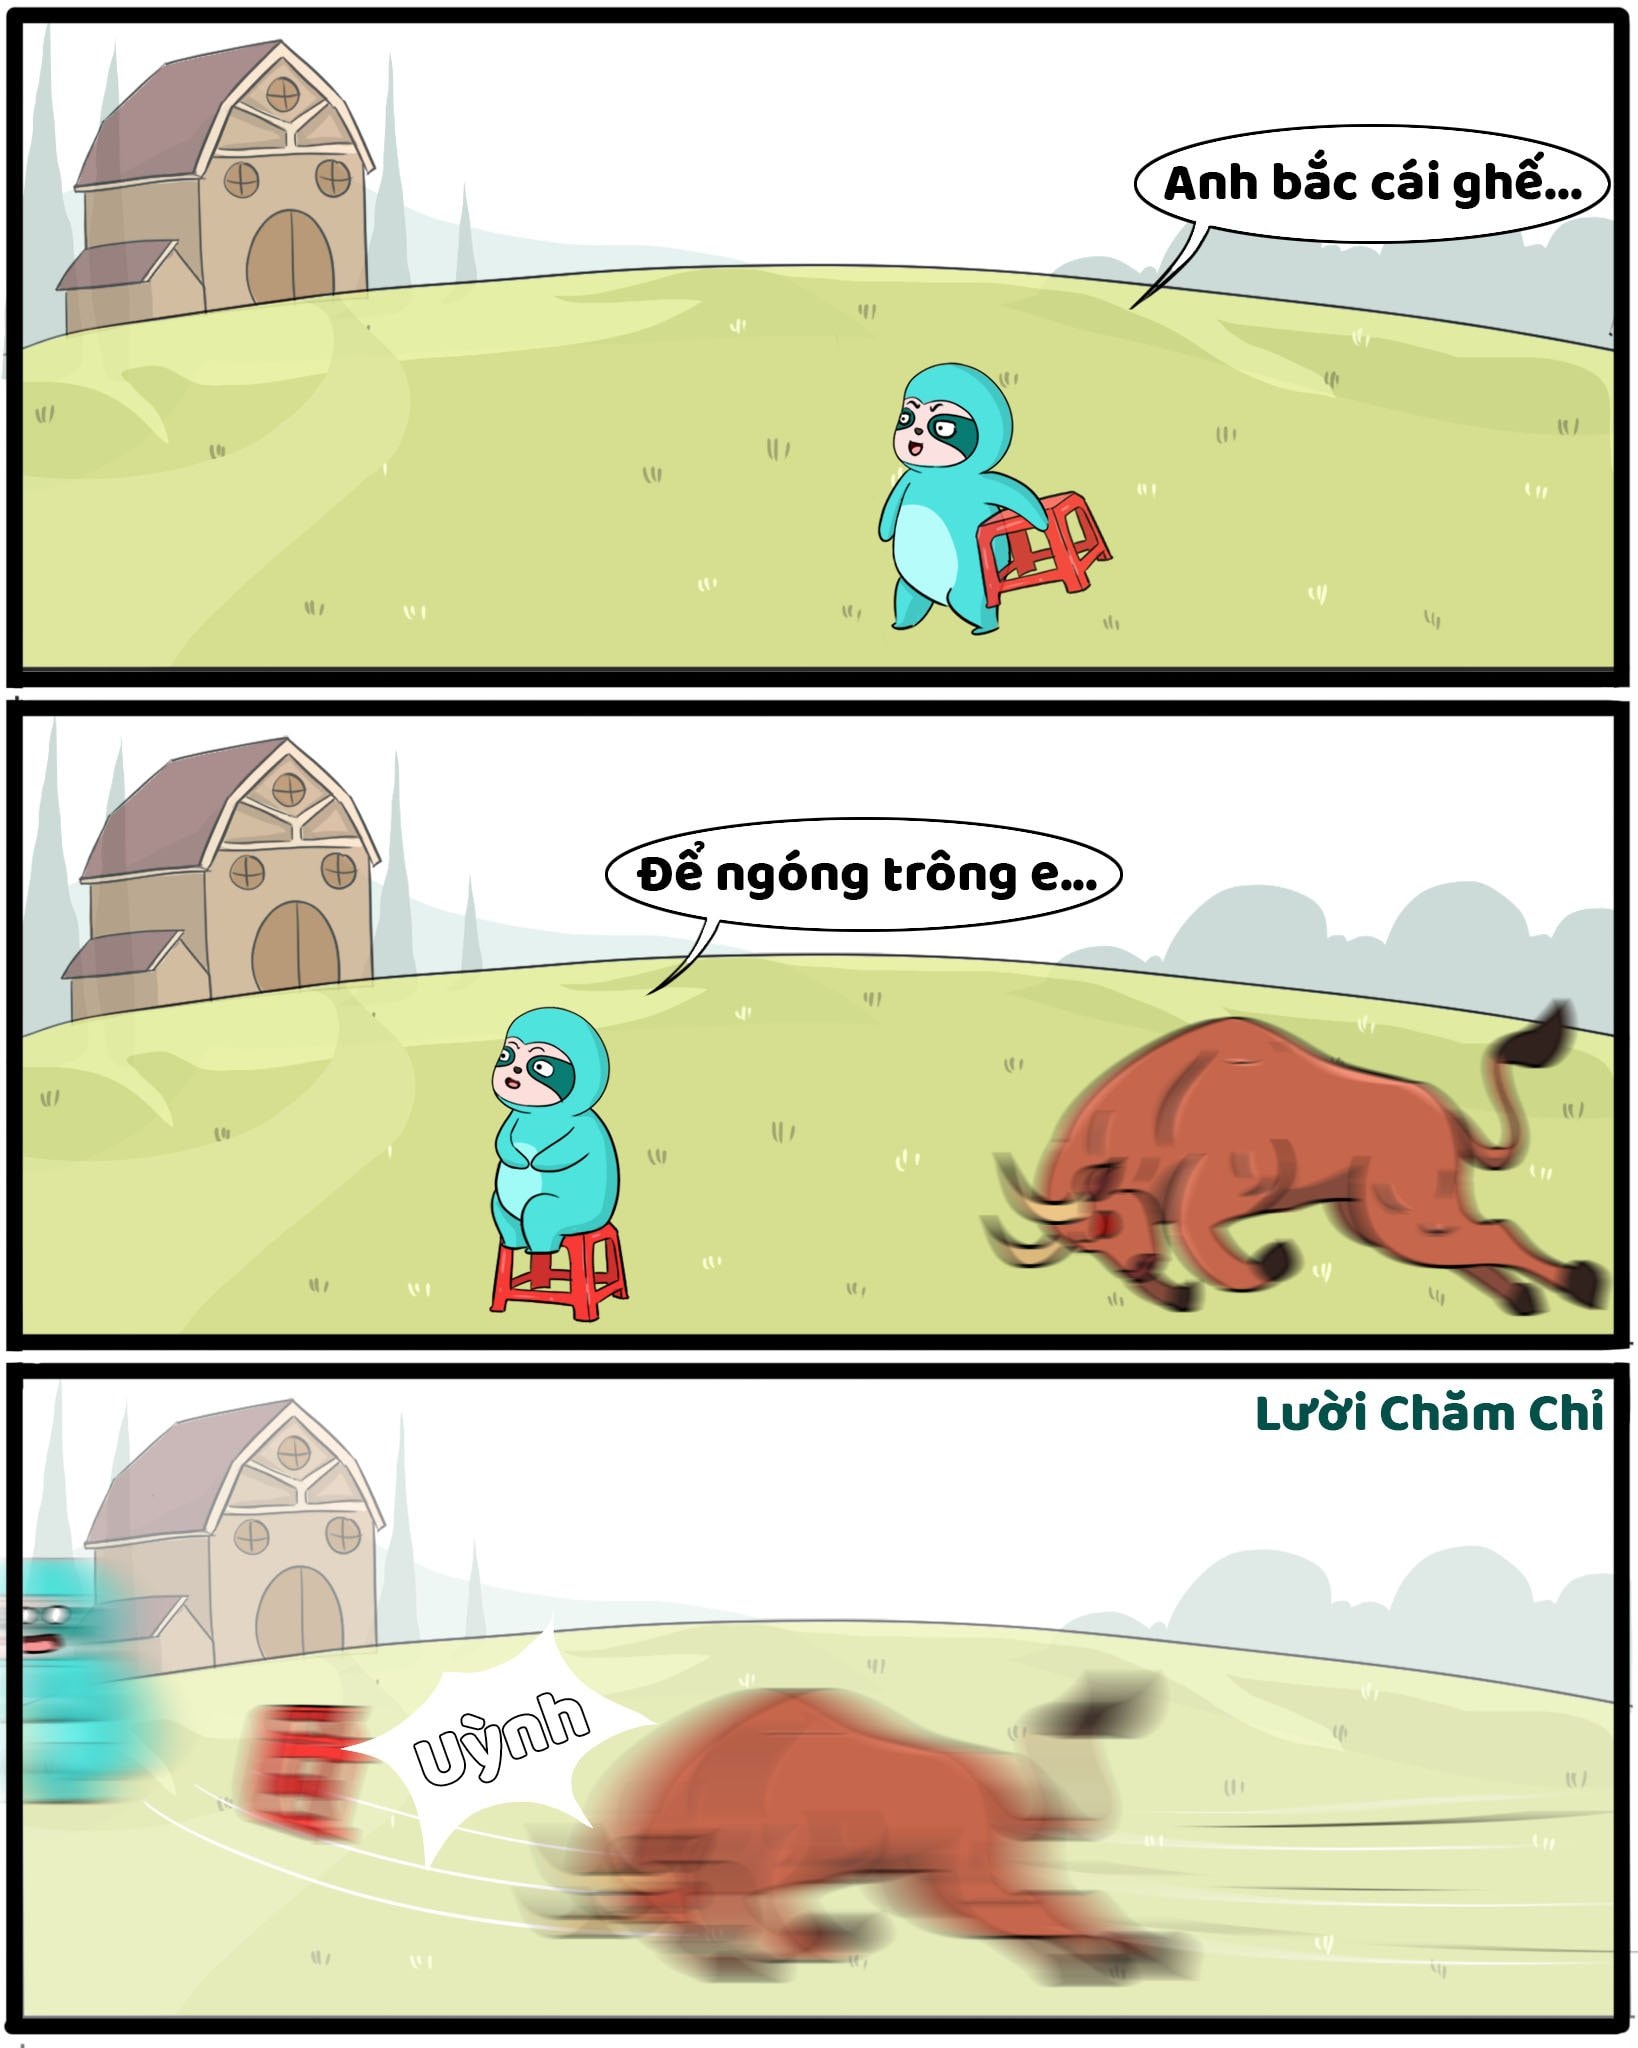 Anh bắc cái ghế...
Để ngóng trông e...
Lười Chăm Chỉ
Uỳnh